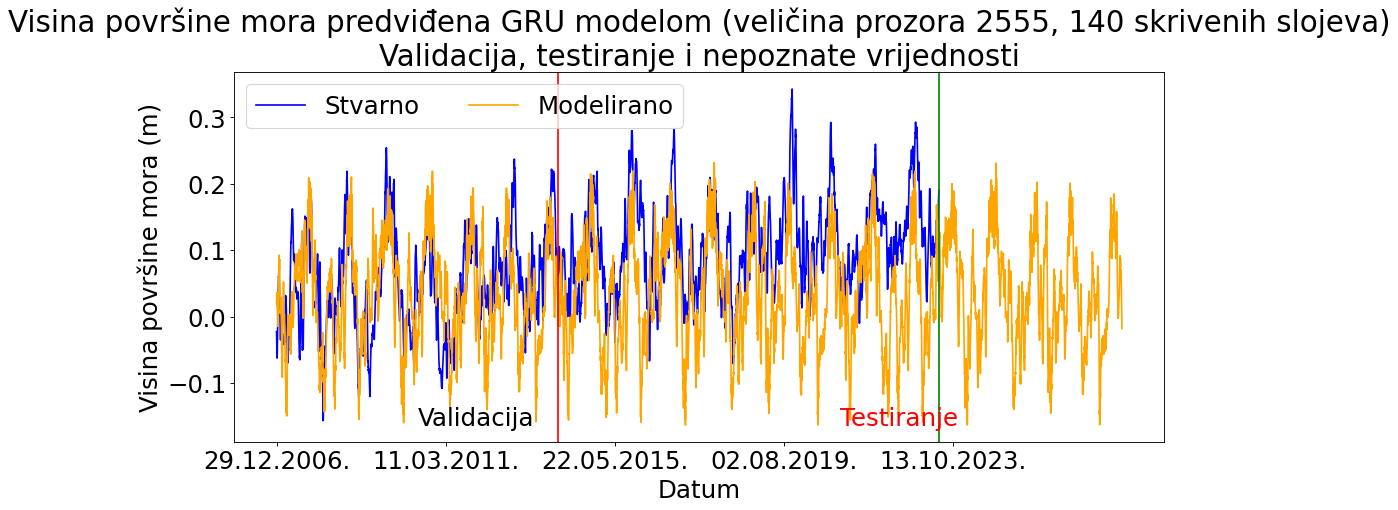 Visina površine mora predviđena GRU modelom (veličina prozora 2555, 140 skrivenih slojeva)
Validacija, testiranje i nepoznate vrijednosti
Stvarno Modelirano
Visina površine mora (m)
0.3
0.2
0.1
0.0
−0.1
Validacija Testiranje
29.12.2006. 11.03.2011. 22.05.2015. 02.08.2019. 13.10.2023.
Datum